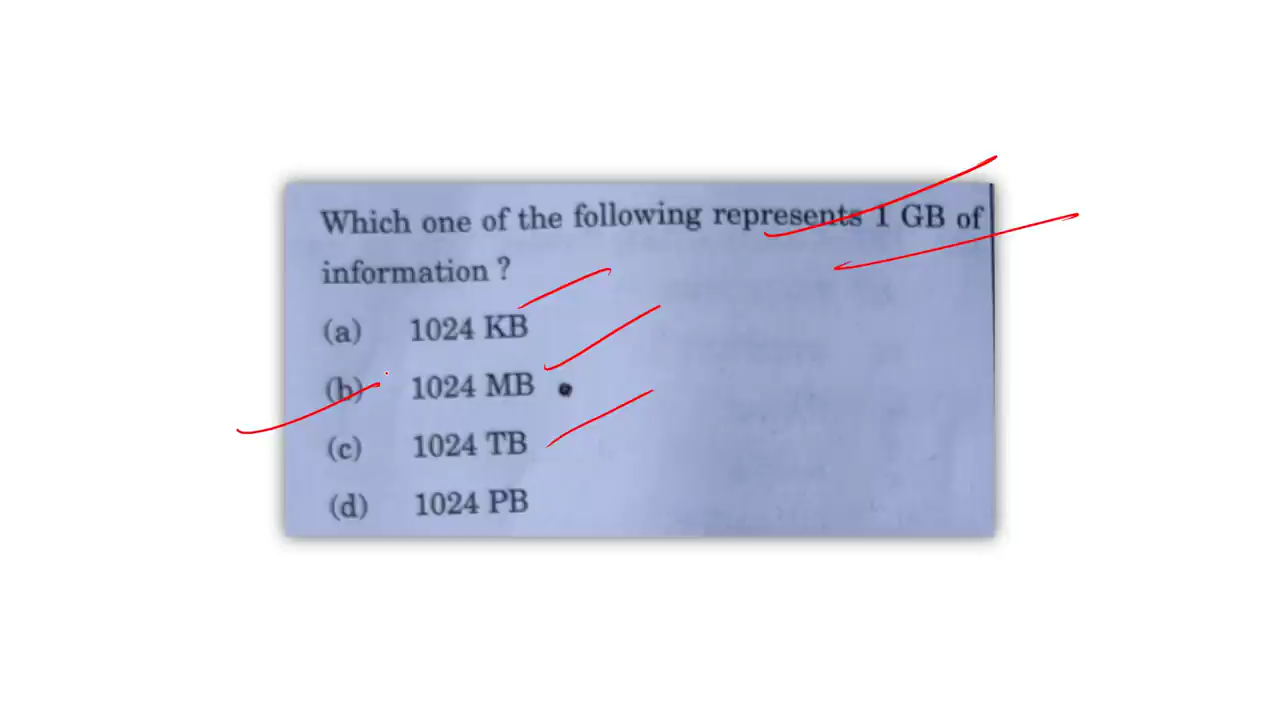 Which one of the following represents 1 GB of
information ?
(a) 1024 KB
(b) 1024 MB
(c) 1024 TB
(d) 1024 PB